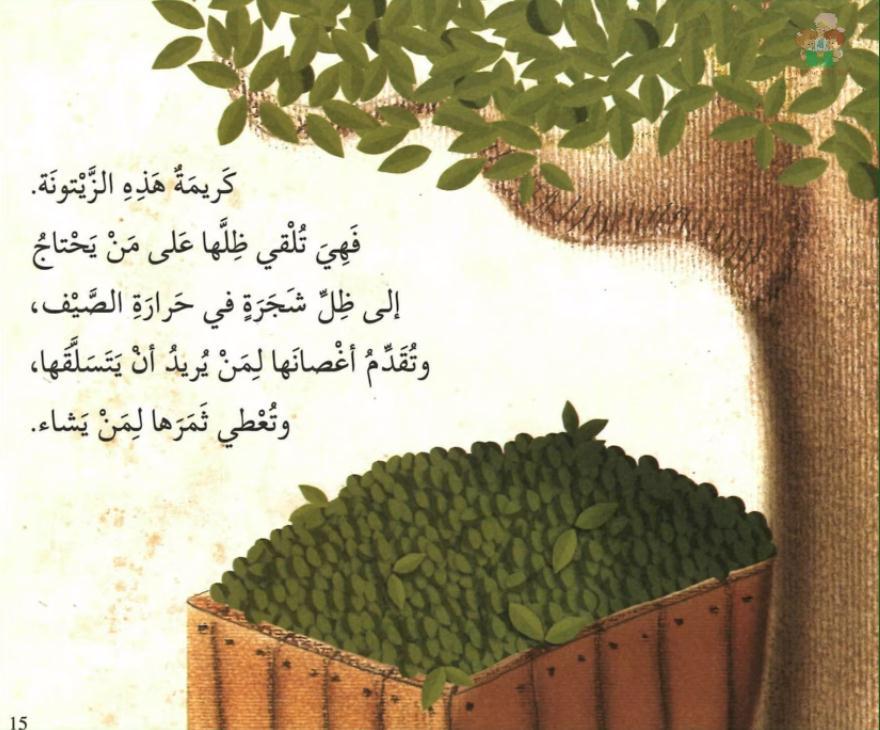 كَريمَةٌ هَذِهِ الزَّيْتونَة.
فَهِيَ تُلْقي ظِلَّها عَلى مَنْ يَحْتاجُ
إلى ظِلِّ شَجَرَةٍ في حَرارَةِ الصَّيْف،
وتُقَدِّمُ أغْصانَها لِمَنْ يُريدُ أنْ يَتَسَلَّقَها،
وتُعْطي ثَمَرَها لِمَنْ يَشاء.
15